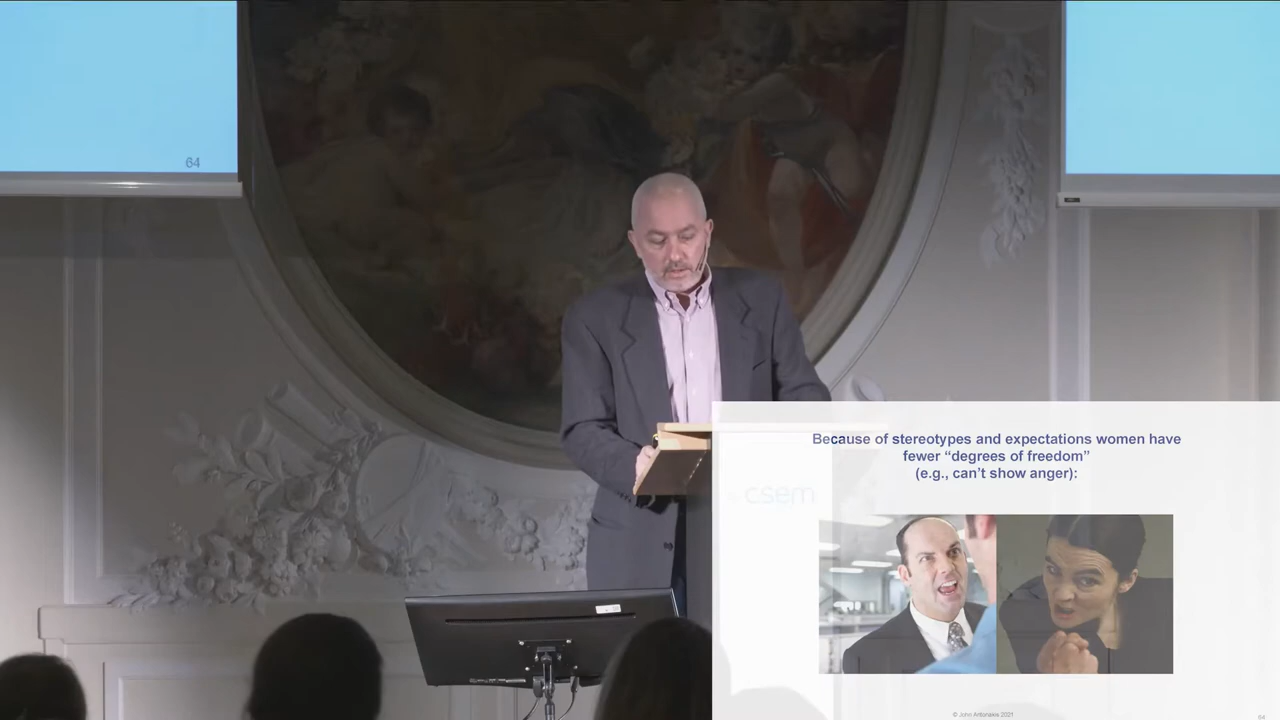 64
Because of stereotypes and expectations women have
fewer “degrees of freedom”
(e.g., can’t show anger):
csem
© John Antonakis 2021
64